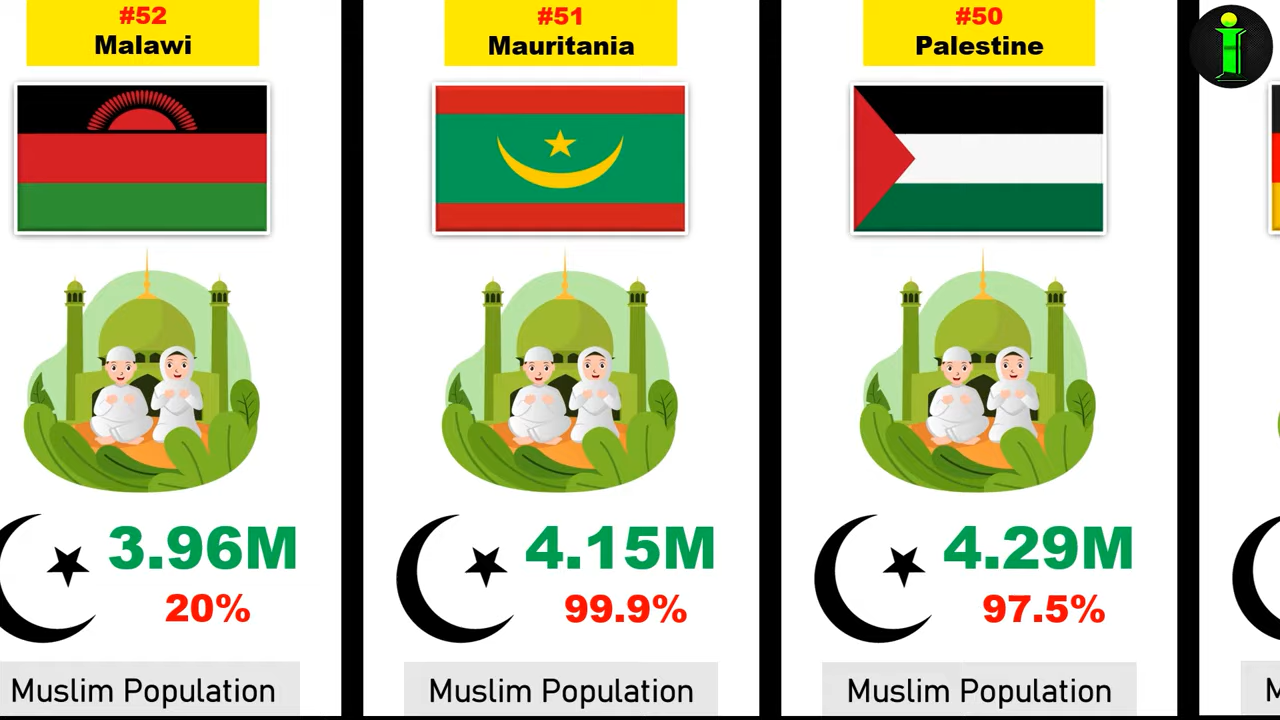 #52
Malawi
3.96M
20%
Muslim Population
#51
Mauritania
4.15M
99.9%
Muslim Population
#50
Palestine
4.29M
97.5%
Muslim Population
i